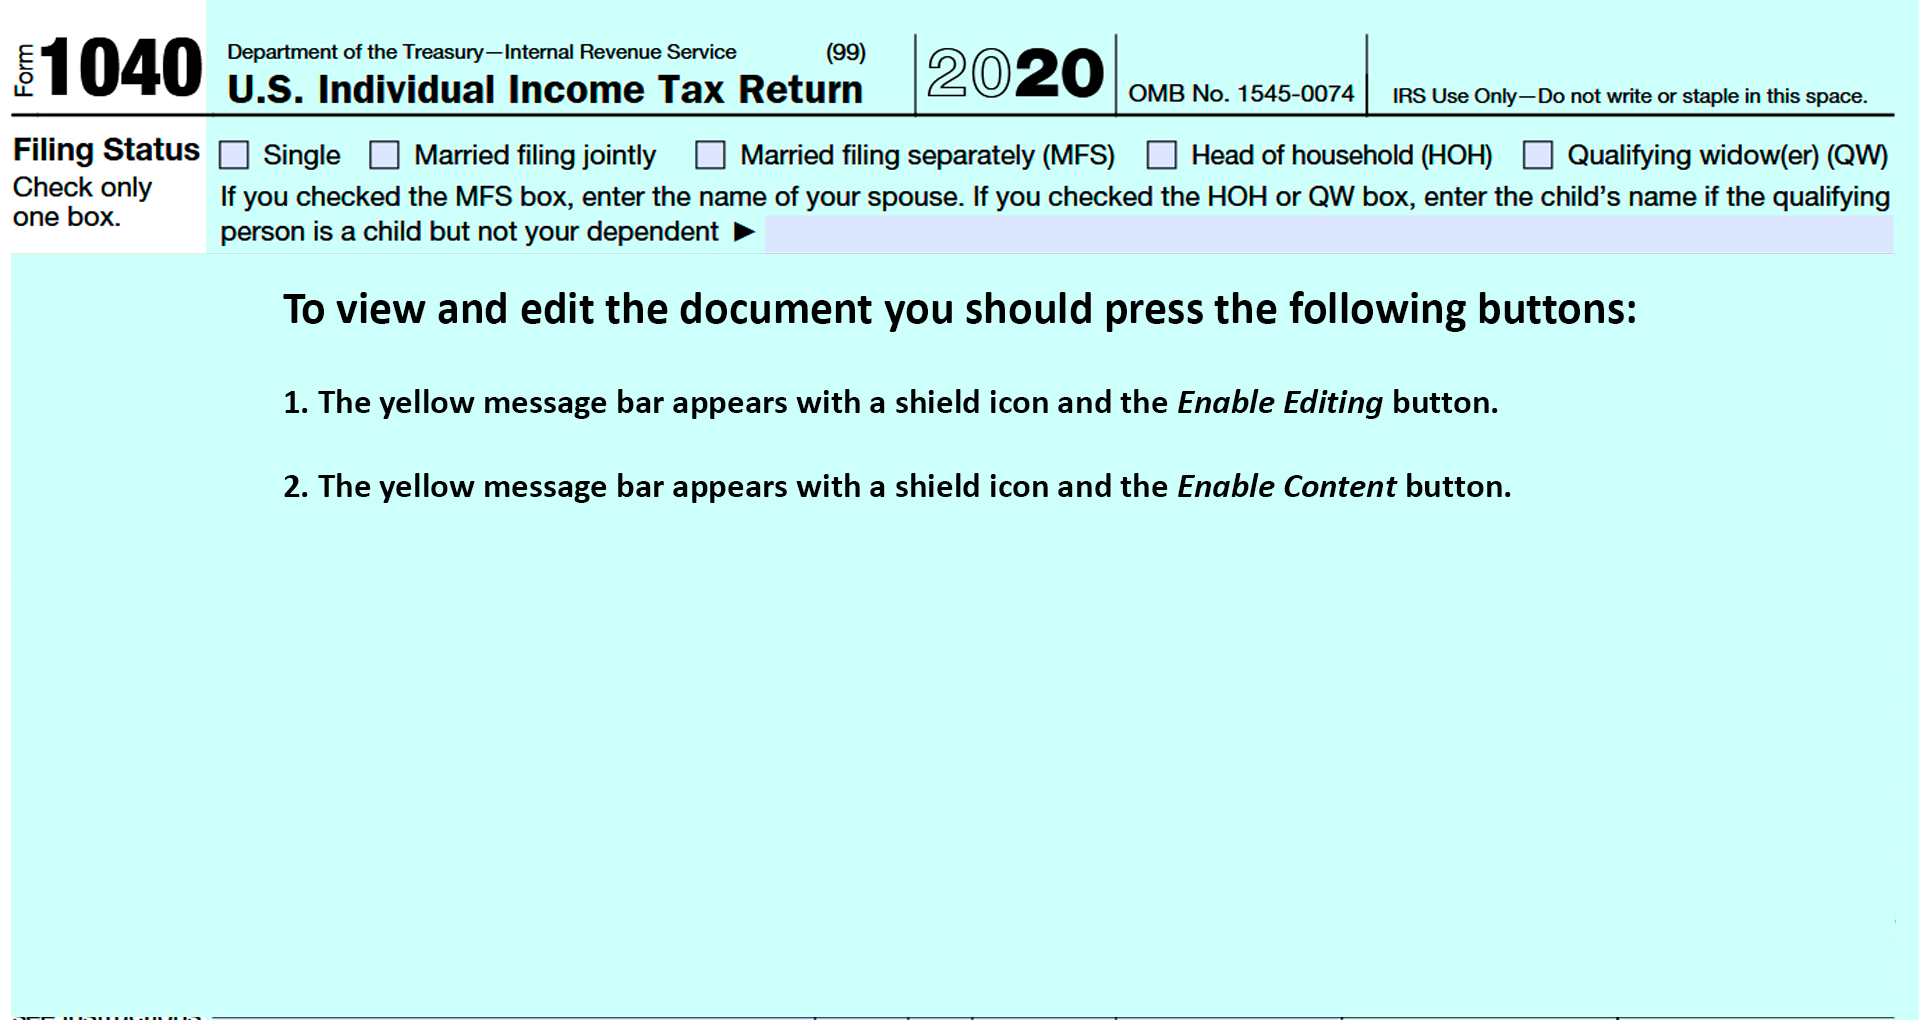 Form 1040 Department of the Treasury—Internal Revenue Service (99)
U.S. Individual Income Tax Return
2020
OMB No. 1545-0074
IRS Use Only—Do not write or staple in this space.
Filing Status
Check only
one box.
Single Married filing jointly Married filing separately (MFS) Head of household (HOH) Qualifying widow(er) (QW)
If you checked the MFS box, enter the name of your spouse. If you checked the HOH or QW box, enter the child’s name if the qualifying
person is a child but not your dependent ▶
To view and edit the document you should press the following buttons:
1. The yellow message bar appears with a shield icon and the Enable Editing button.
2. The yellow message bar appears with a shield icon and the Enable Content button.